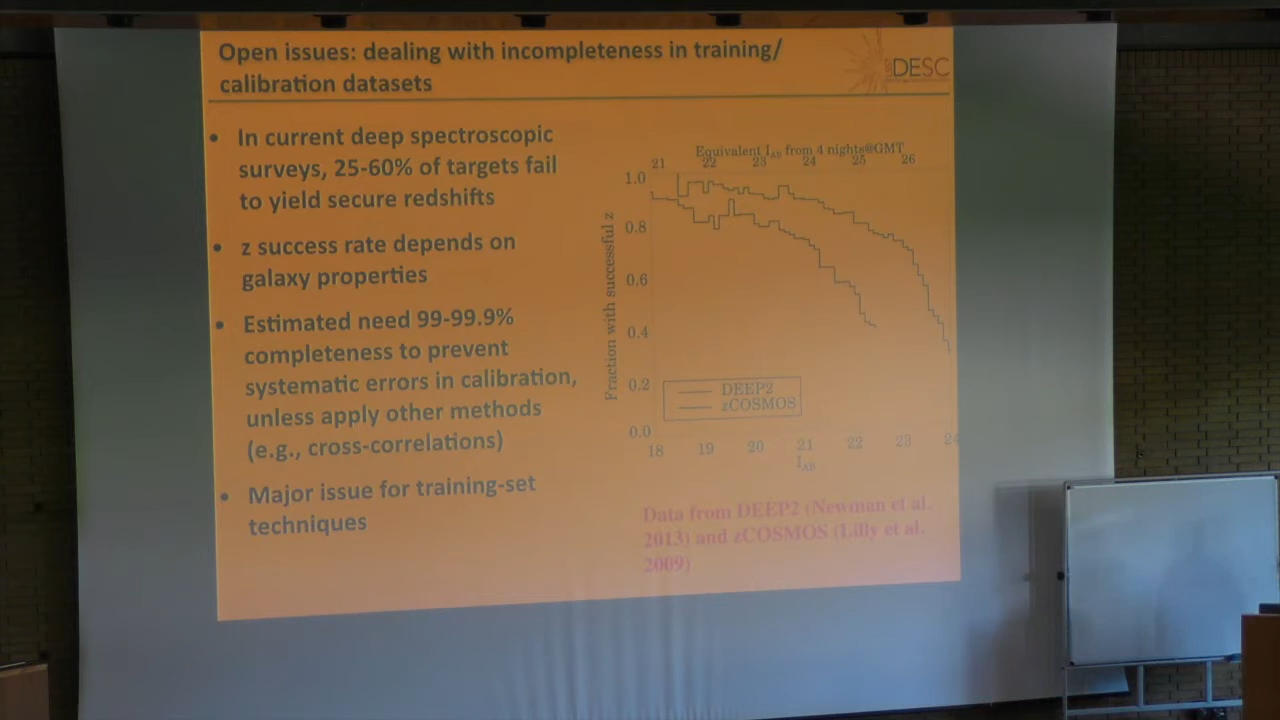 Open issues: dealing with incompleteness in training/
calibration datasets
DESC
• In current deep spectroscopic
surveys, 25-60% of targets fail
to yield secure redshifts
• z success rate depends on
galaxy properties
• Estimated need 99-99.9%
completeness to prevent
systematic errors in calibration,
unless apply other methods
(e.g., cross-correlations)
• Major issue for training-set
techniques
Equivalent I_AB from 4 nights@GMT
21 22 23 24 25 26
1.0
0.8
0.6
0.4
0.2
0.0
Fraction with successful z
DEEP2
zCOSMOS
18 19 20 21 22 23 24
I_AB
Data from DEEP2 (Newman et al.
2013) and zCOSMOS (Lilly et al.
2009)